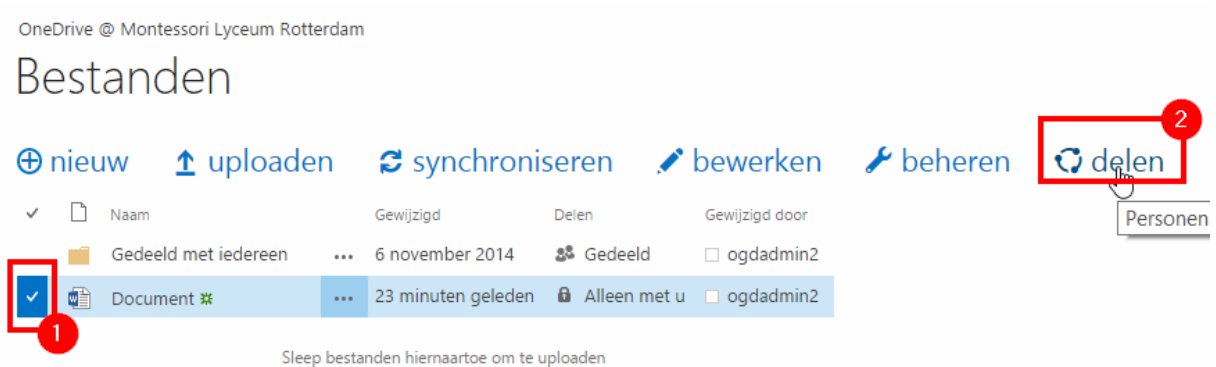 OneDrive @ Montessori Lyceum Rotterdam
Bestanden
2
nieuw uploaden synchroniseren bewerken beheren delen
Naam Gewijzigd Delen Gewijzigd door
Personen
Gedeeld met iedereen ... 6 november 2014 Gedeeld ogdadmin2
Document ... 23 minuten geleden Alleen met u ogdadmin2
1
Sleep bestanden hiernaartoe om te uploaden